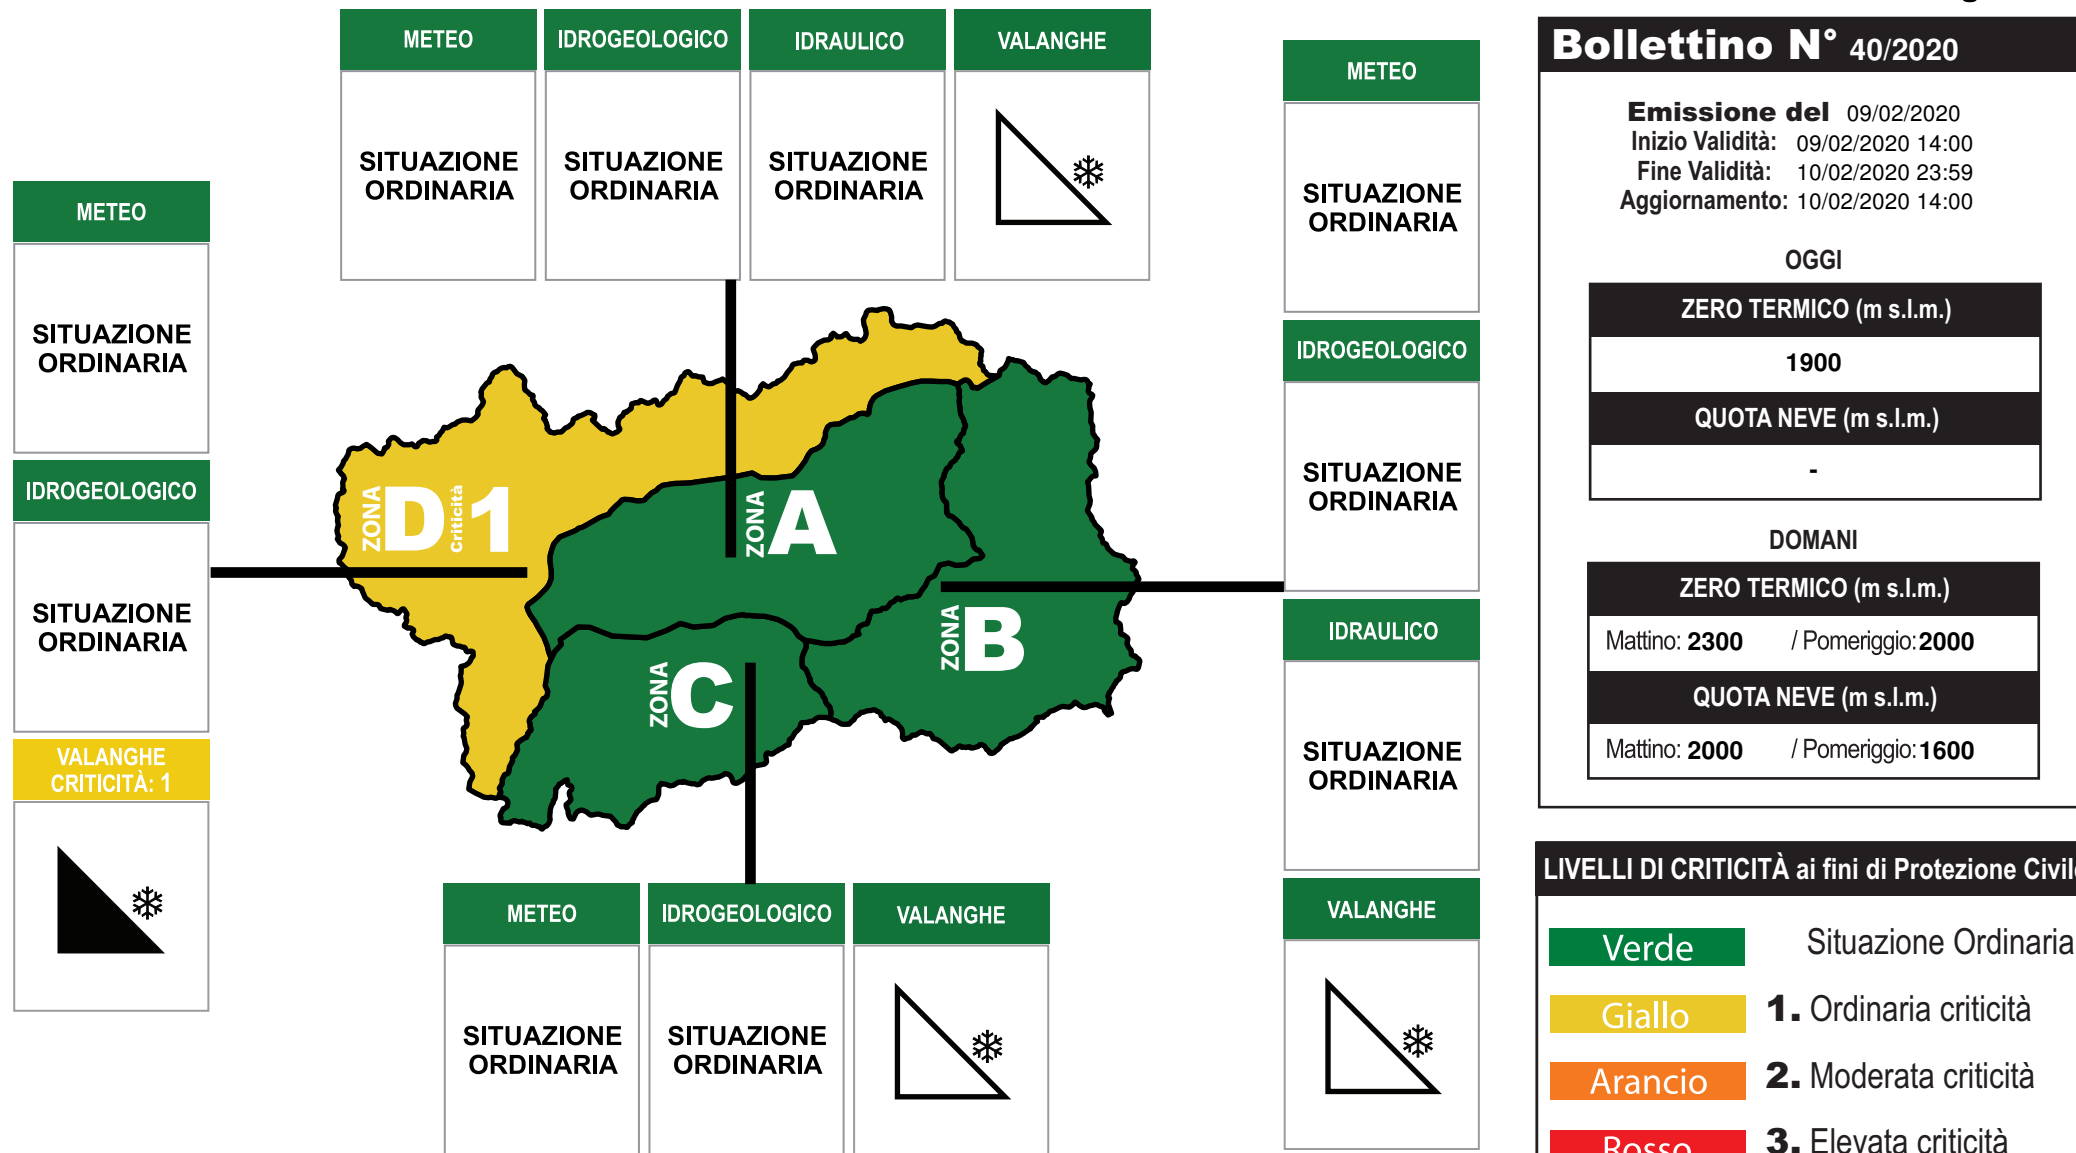 METEO
IDROGEOLOGICO
IDRAULICO
VALANGHE
SITUAZIONE
ORDINARIA
SITUAZIONE
ORDINARIA
SITUAZIONE
ORDINARIA
METEO
SITUAZIONE
ORDINARIA
IDROGEOLOGICO
SITUAZIONE
ORDINARIA
VALANGHE
CRITICITÀ: 1
ZONA D Criticità 1
ZONA A
ZONA B
ZONA C
METEO
SITUAZIONE
ORDINARIA
IDROGEOLOGICO
SITUAZIONE
ORDINARIA
IDRAULICO
SITUAZIONE
ORDINARIA
VALANGHE
METEO
IDROGEOLOGICO
VALANGHE
SITUAZIONE
ORDINARIA
SITUAZIONE
ORDINARIA
Bollettino N° 40/2020
Emissione del 09/02/2020
Inizio Validità: 09/02/2020 14:00
Fine Validità: 10/02/2020 23:59
Aggiornamento: 10/02/2020 14:00
OGGI
ZERO TERMICO (m s.l.m.)
1900
QUOTA NEVE (m s.l.m.)
-
DOMANI
ZERO TERMICO (m s.l.m.)
Mattino: 2300 / Pomeriggio: 2000
QUOTA NEVE (m s.l.m.)
Mattino: 2000 / Pomeriggio: 1600
LIVELLI DI CRITICITÀ ai fini di Protezione Civile
Verde Situazione Ordinaria
Giallo 1. Ordinaria criticità
Arancio 2. Moderata criticità
Rosso 3. Elevata criticità